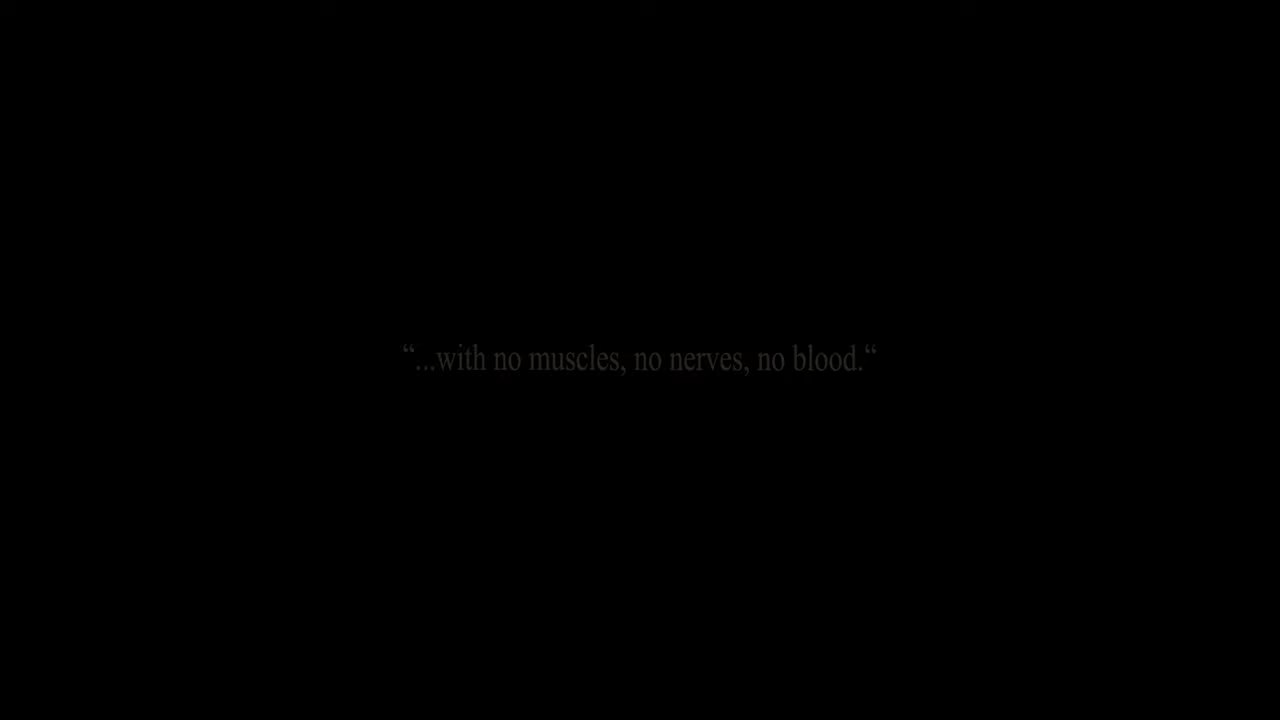 “...with no muscles, no nerves, no blood.“